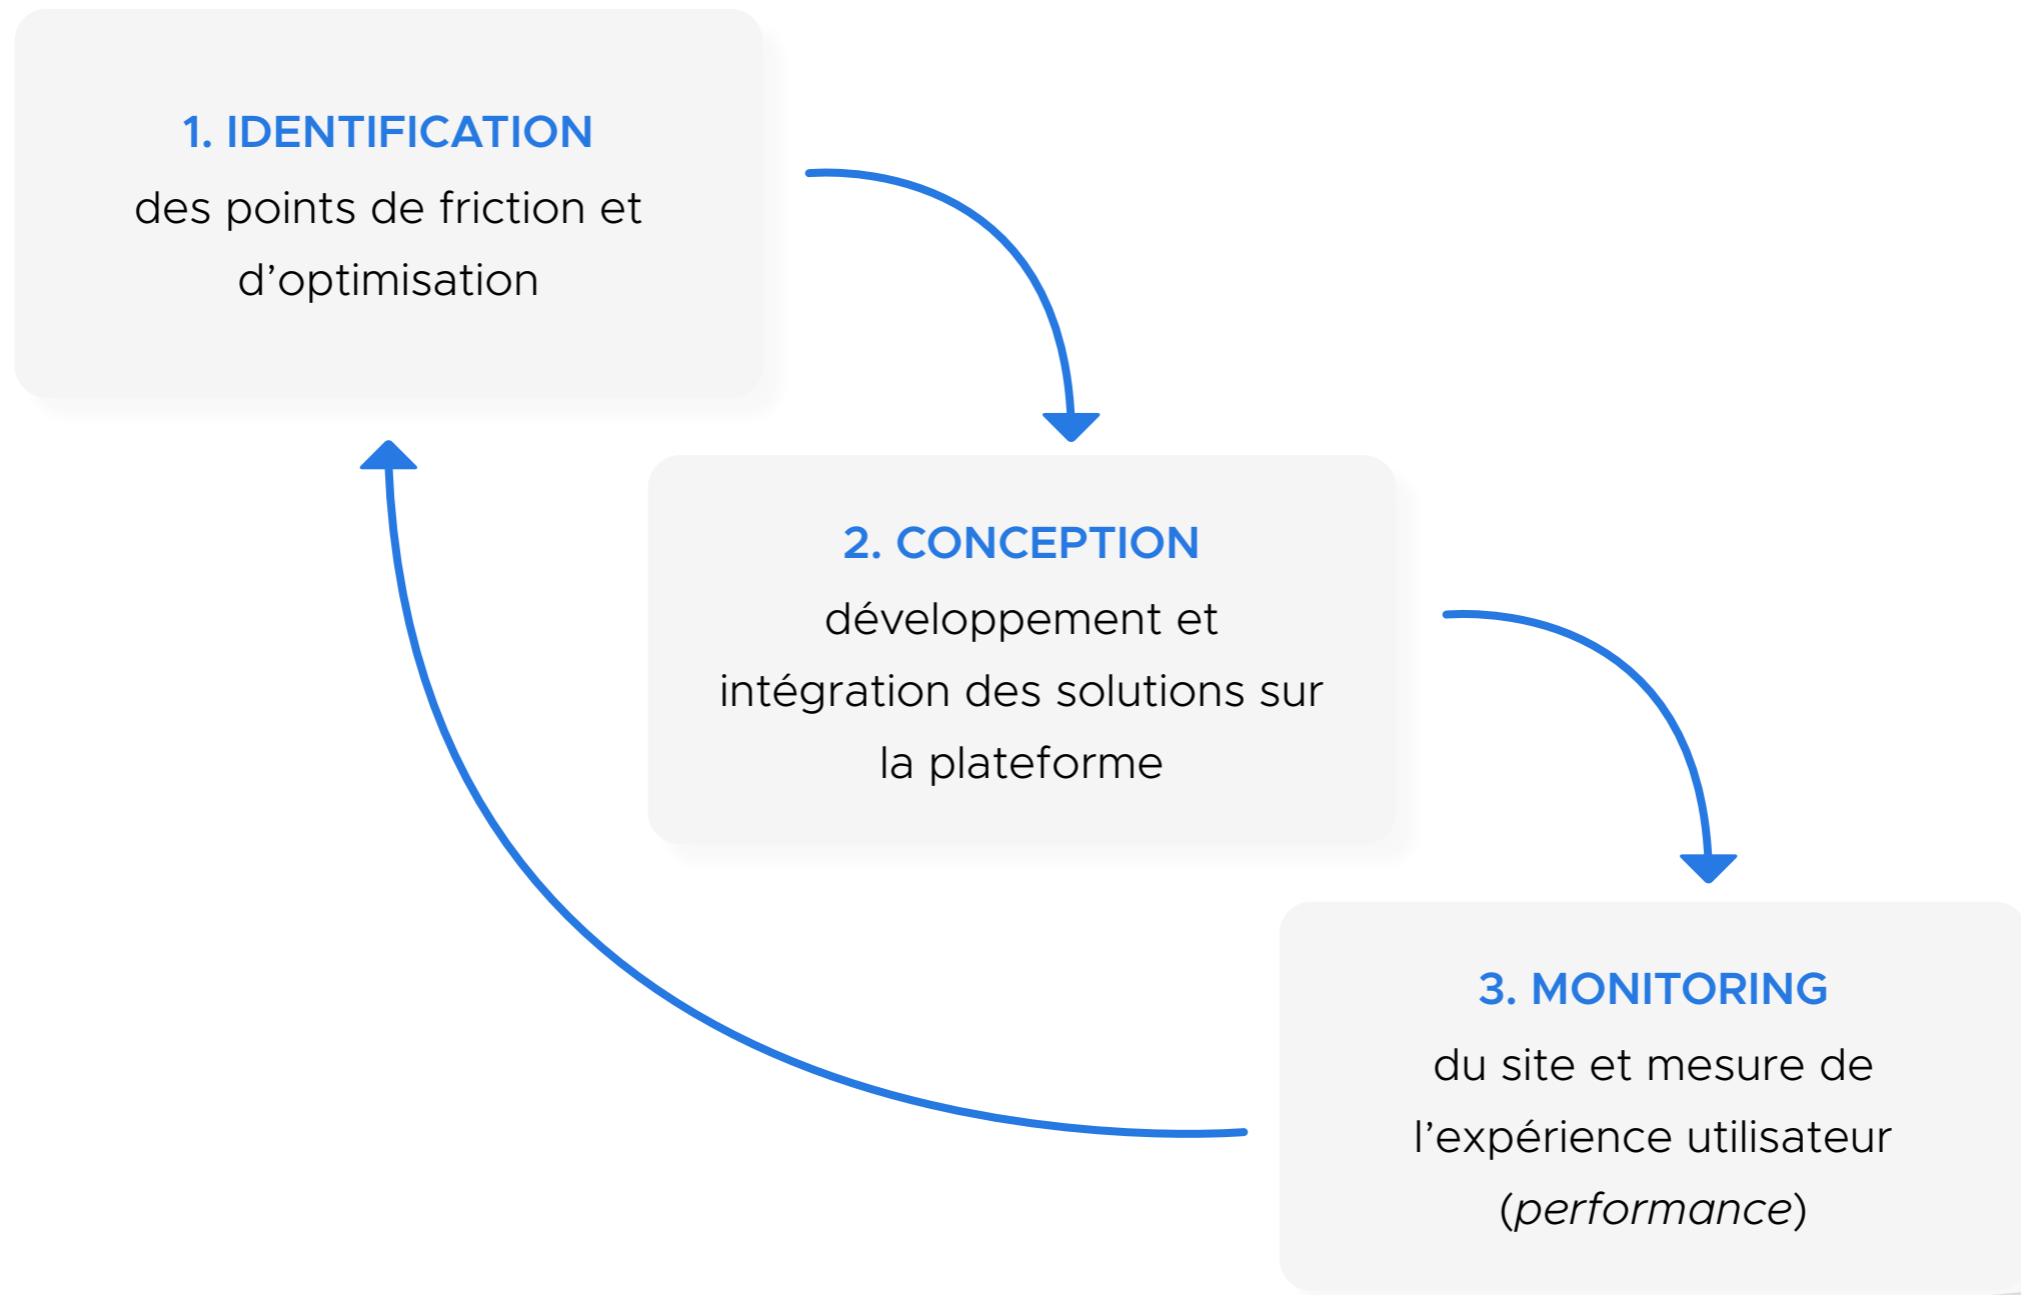 1. IDENTIFICATION
des points de friction et
d’optimisation
2. CONCEPTION
développement et
intégration des solutions sur
la plateforme
3. MONITORING
du site et mesure de
l’expérience utilisateur
(performance)